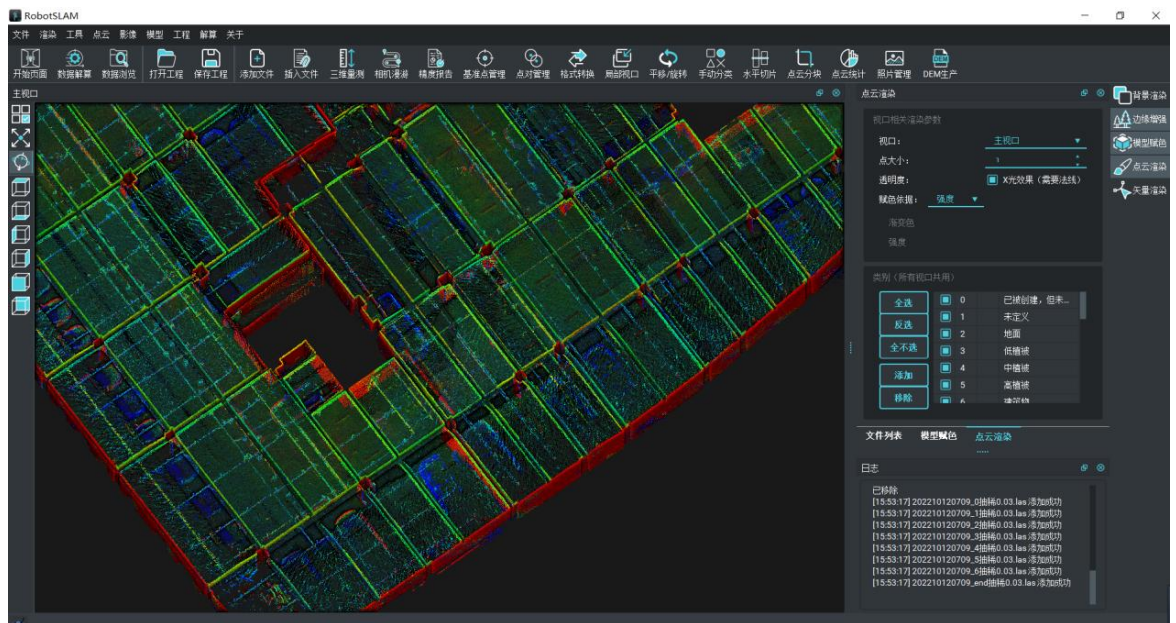 RobotSLAM
文件 渲染 工具 点云 影像 模型 工程 解算 关于
开始页面 数据解算 数据浏览 打开工程 保存工程 添加文件 插入文件 三维量测 相机漫游 精度报告 基准点管理 点对管理 格式转换 局部视口 平移/旋转 手动分类 水平切片 点云分块 点云统计 照片管理 DEM生产
主视口
点云渲染
视口相关渲染参数
视口: 主视口
点大小: 1
透明度: X光效果（需要法线）
赋色依据: 强度
渐变色
强度
类别（所有视口共用）
全选
反选
全不选
添加
移除
0 已被创建，但未...
1 未定义
2 地面
3 低植被
4 中植被
5 高植被
6 建筑物
文件列表 模型赋色 点云渲染
日志
已移除
[15:53:17] 202210120709_0抽稀0.03.las 添加成功
[15:53:17] 202210120709_1抽稀0.03.las 添加成功
[15:53:17] 202210120709_2抽稀0.03.las 添加成功
[15:53:17] 202210120709_3抽稀0.03.las 添加成功
[15:53:17] 202210120709_4抽稀0.03.las 添加成功
[15:53:17] 202210120709_5抽稀0.03.las 添加成功
[15:53:17] 202210120709_6抽稀0.03.las 添加成功
[15:53:17] 202210120709_end抽稀0.03.las 添加成功
背景渲染
边缘增强
模型赋色
点云渲染
矢量渲染